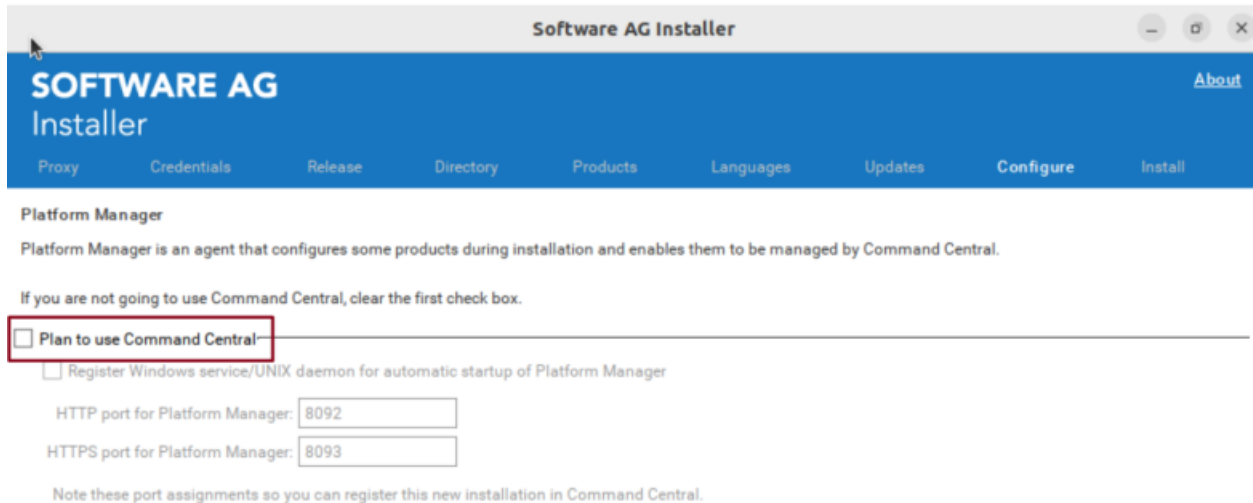 Software AG Installer
SOFTWARE AG
About
Installer
Proxy Credentials Release Directory Products Languages Updates Configure Install
Platform Manager
Platform Manager is an agent that configures some products during installation and enables them to be managed by Command Central.
If you are not going to use Command Central, clear the first check box.
Plan to use Command Central
Register Windows service/UNIX daemon for automatic startup of Platform Manager
HTTP port for Platform Manager: 8092
HTTPS port for Platform Manager: 8093
Note these port assignments so you can register this new installation in Command Central.